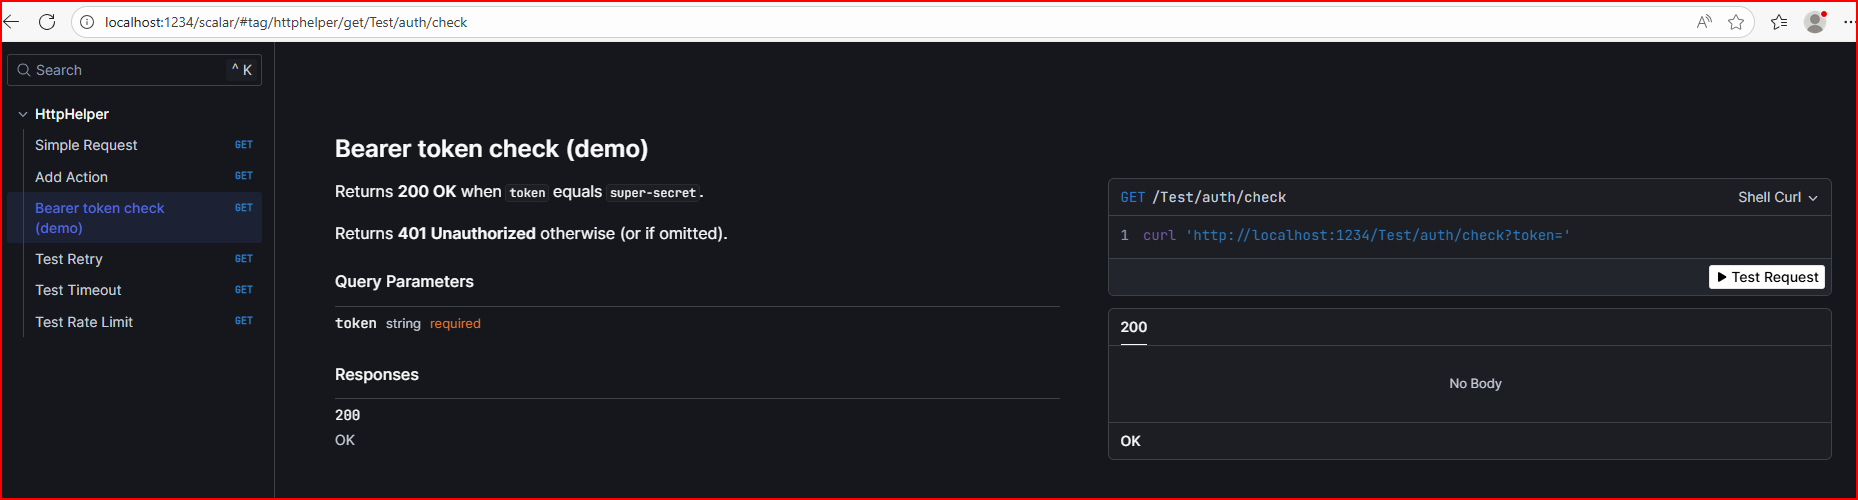 localhost:1234/scalar/#tag/httphelper/get/Test/auth/check
Search ^ K
HttpHelper
Simple Request GET
Add Action GET
Bearer token check GET
(demo)
Test Retry GET
Test Timeout GET
Test Rate Limit GET
Bearer token check (demo)
Returns 200 OK when token equals super-secret.
Returns 401 Unauthorized otherwise (or if omitted).
Query Parameters
token string required
Responses
200
OK
GET /Test/auth/check Shell Curl
1 curl 'http://localhost:1234/Test/auth/check?token='
Test Request
200
No Body
OK